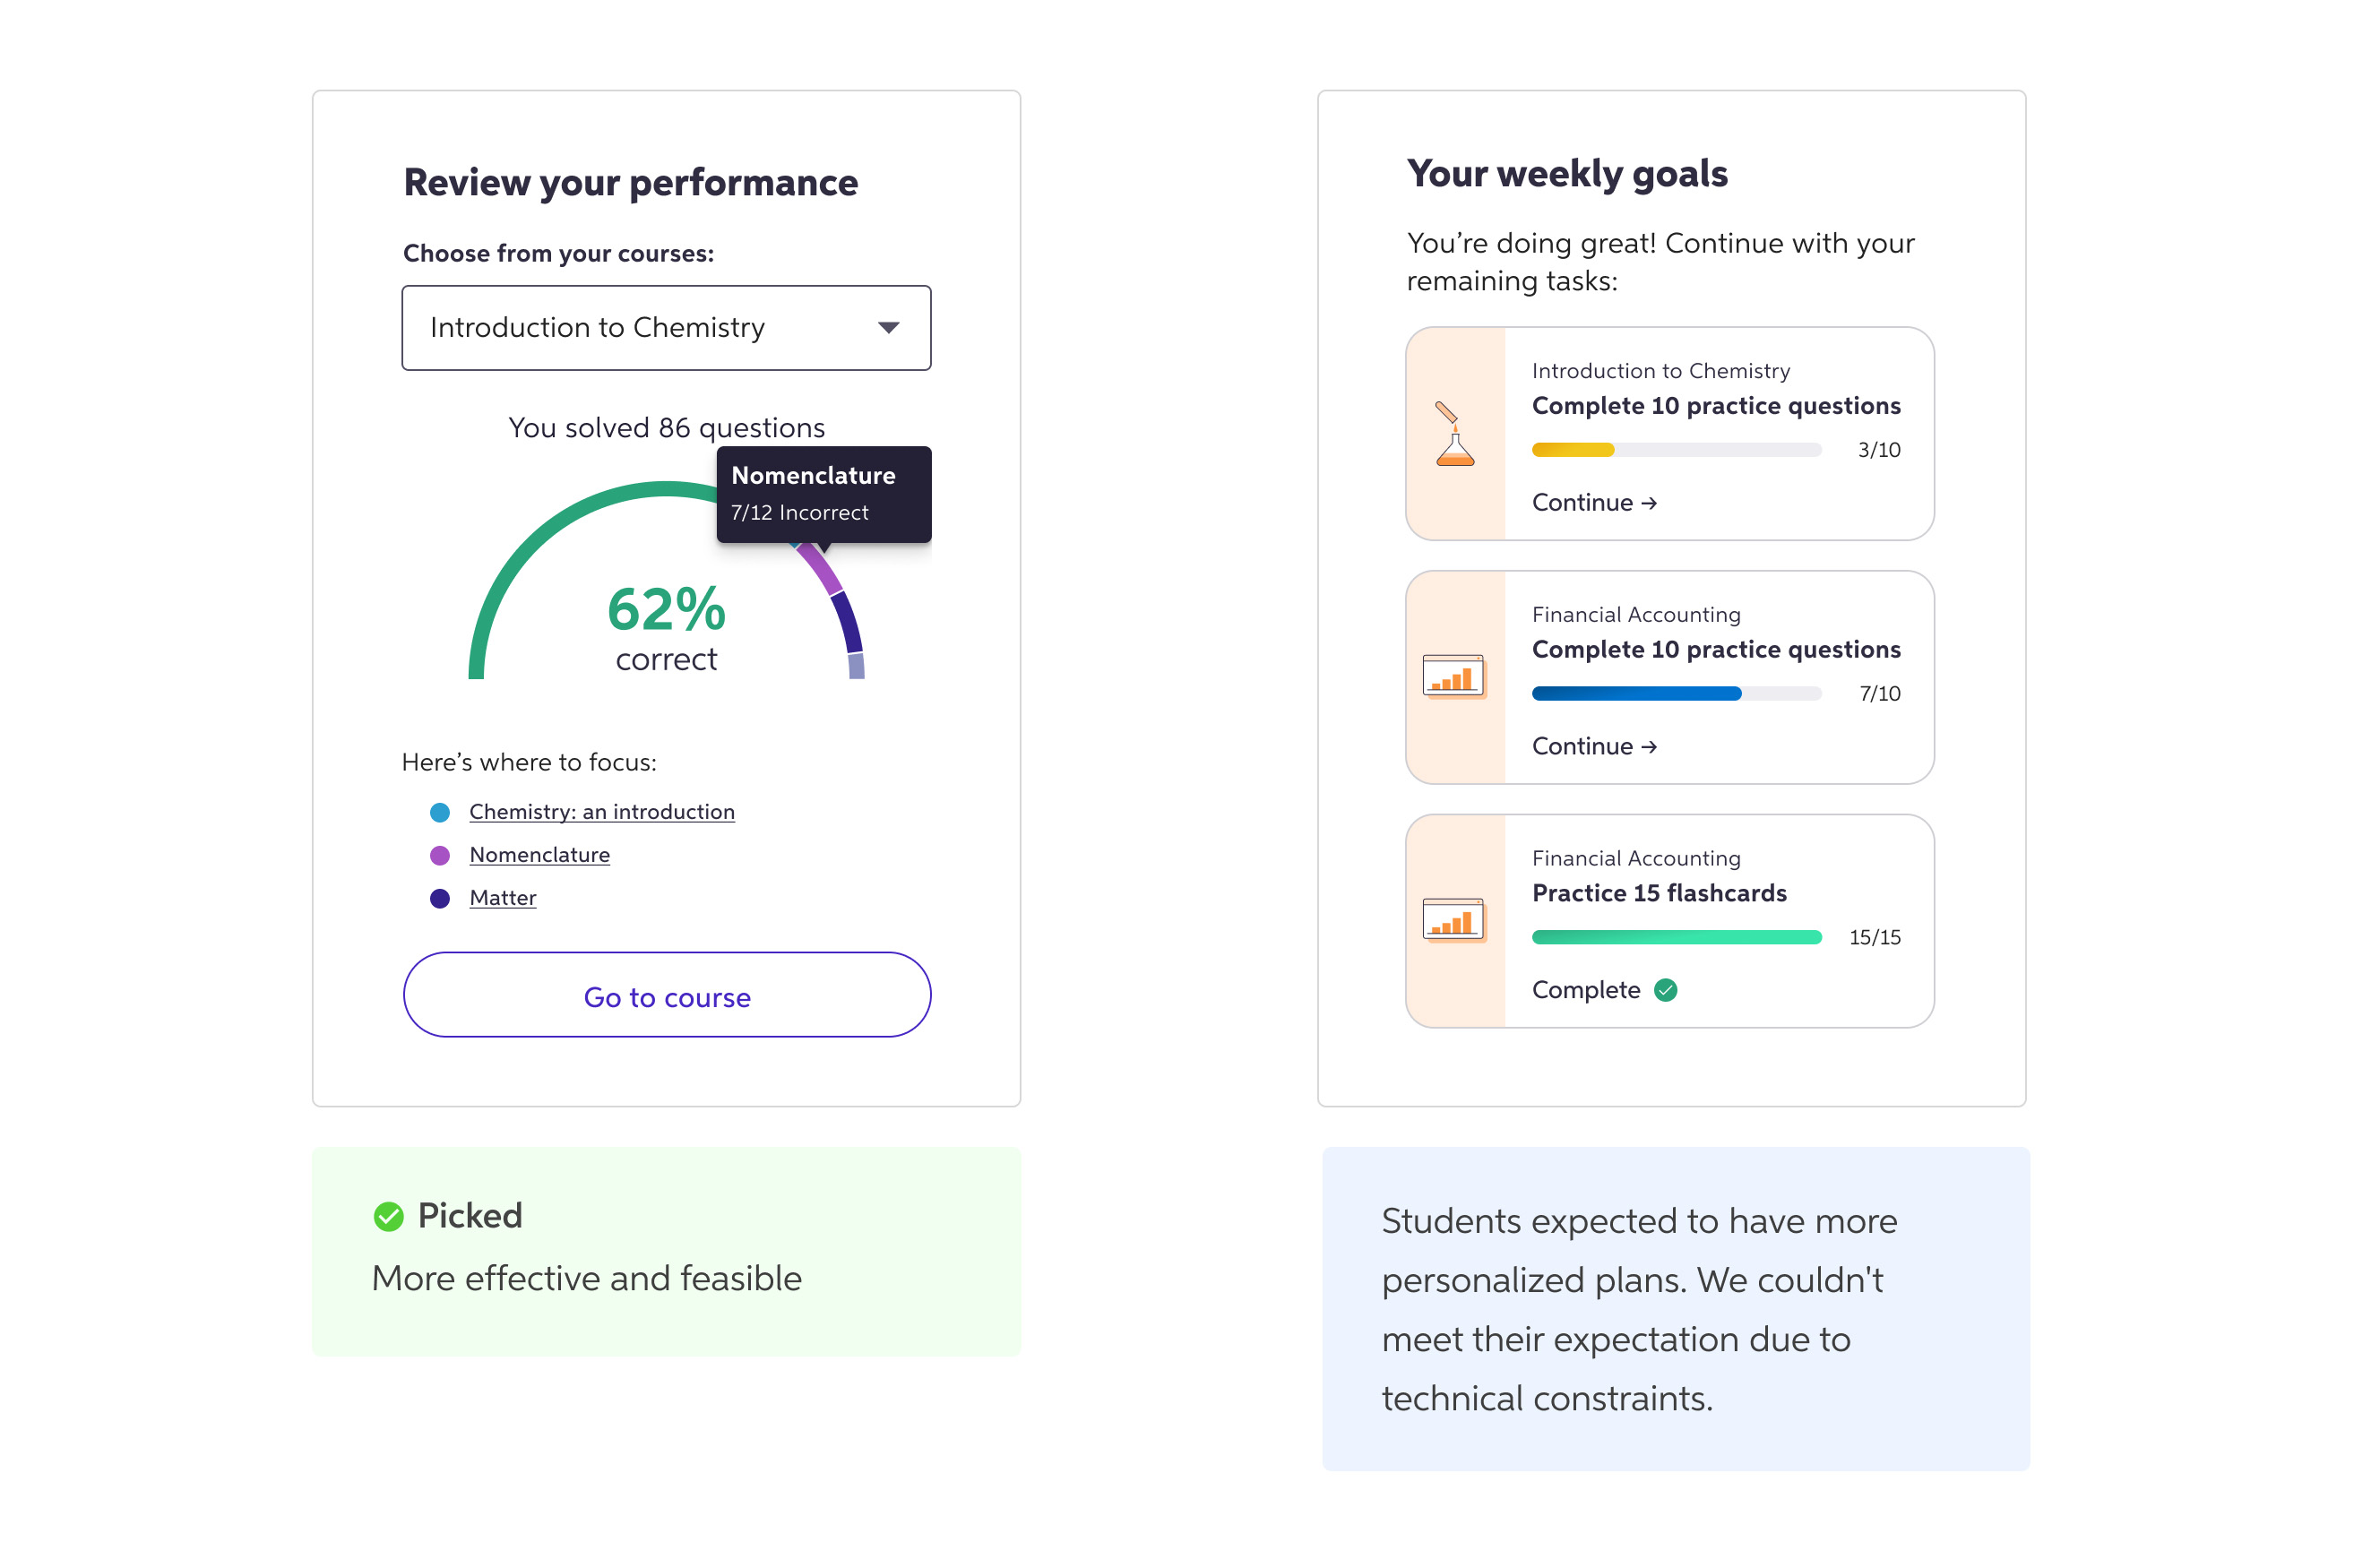 Review your performance
Choose from your courses:
Introduction to Chemistry
You solved 86 questions
Nomenclature
7/12 Incorrect
62%
correct
Here’s where to focus:
Chemistry: an introduction
Nomenclature
Matter
Go to course
Picked
More effective and feasible
Your weekly goals
You’re doing great! Continue with your
remaining tasks:
Introduction to Chemistry
Complete 10 practice questions
3/10
Continue →
Financial Accounting
Complete 10 practice questions
7/10
Continue →
Financial Accounting
Practice 15 flashcards
15/15
Complete
Students expected to have more
personalized plans. We couldn't
meet their expectation due to
technical constraints.